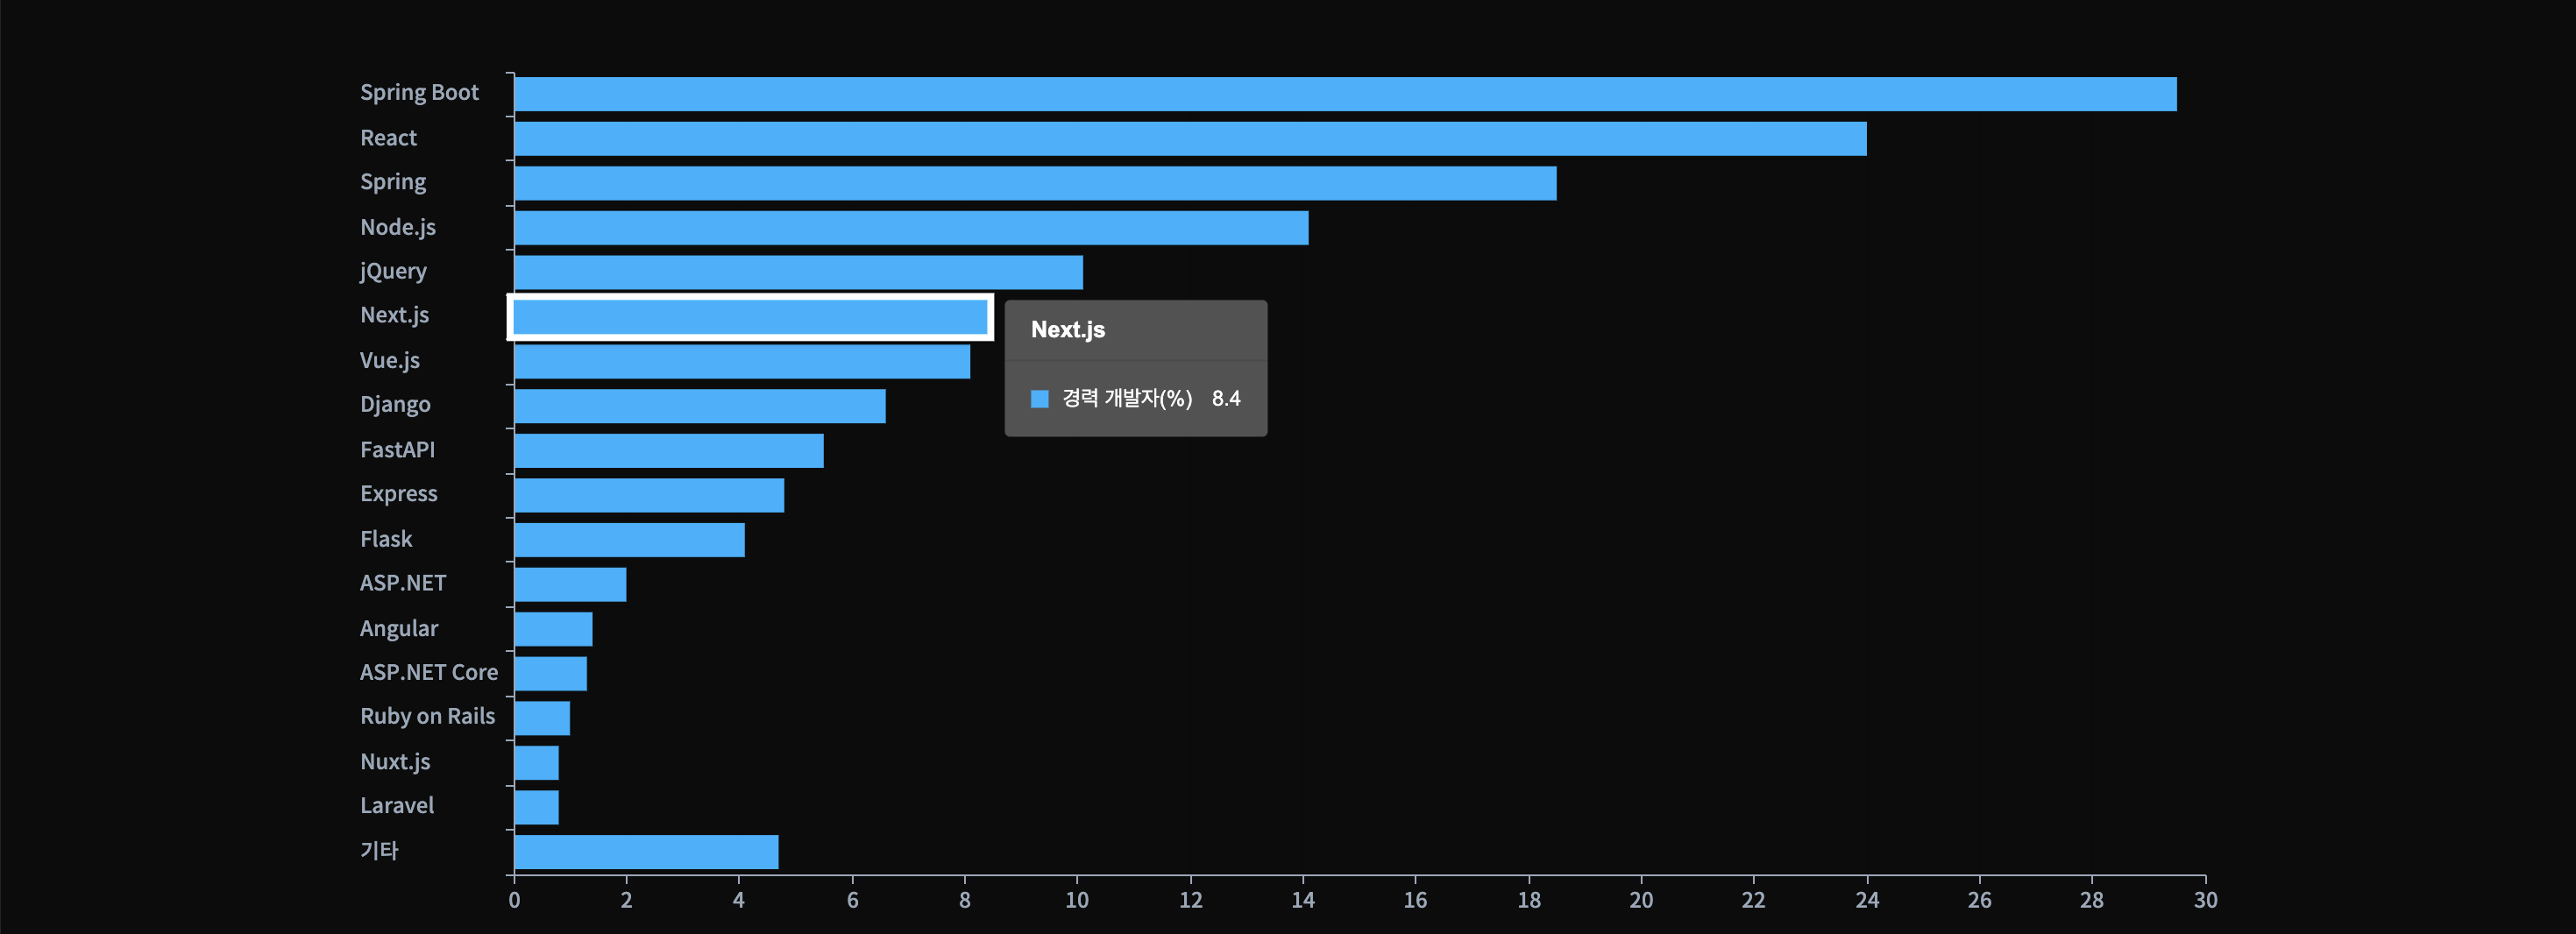 Spring Boot
React
Spring
Node.js
jQuery
Next.js
Vue.js
Django
FastAPI
Express
Flask
ASP.NET
Angular
ASP.NET Core
Ruby on Rails
Nuxt.js
Laravel
기타
Next.js
경력 개발자(%) 8.4
0 2 4 6 8 10 12 14 16 18 20 22 24 26 28 30